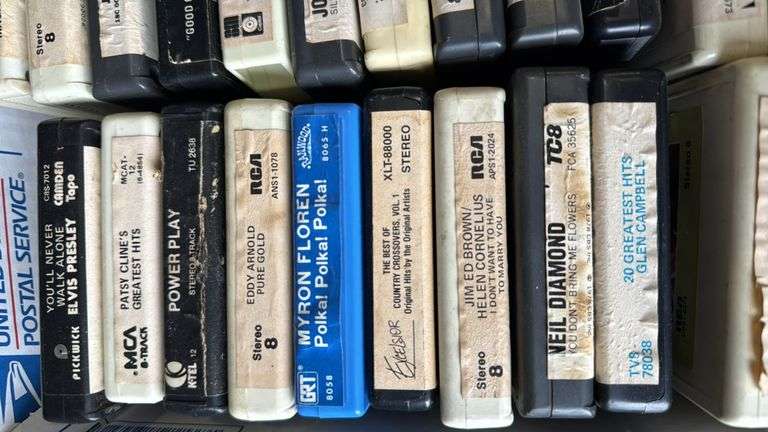 Stereo
8
"GOOD
UNITED
POSTAL SERVICE®
CRS-7012
CAMDEN
Tape
YOU'LL NEVER
WALK ALONE
ELVIS PRESLEY
PICKWICK
MCAT-
12
PATSY CLINE'S
GREATEST HITS
MCA
8-TRACK
TU 2638
POWER PLAY
STEREO 8 TRACK
K-TEL 12
RCA
ANS1-1078
EDDY ARNOLD
PURE GOLD
Stereo
8
8065 H
MYRON FLOREN
Polka! Polka! Polka!
GRT
8058
XLT-88000
STEREO
THE BEST OF
COUNTRY CROSSOVERS, VOL. 1
Original Hits by the Original Artists
EXCELSIOR
RCA
APS1-2024
JIM ED BROWN/
HELEN CORNELIUS
I DON'T WANT TO HAVE
TO MARRY YOU
Stereo
8
TC8
FCA 35625
NEIL DIAMOND
YOU DON'T BRING ME FLOWERS
20 GREATEST HITS
GLEN CAMPBELL
TVS
78038